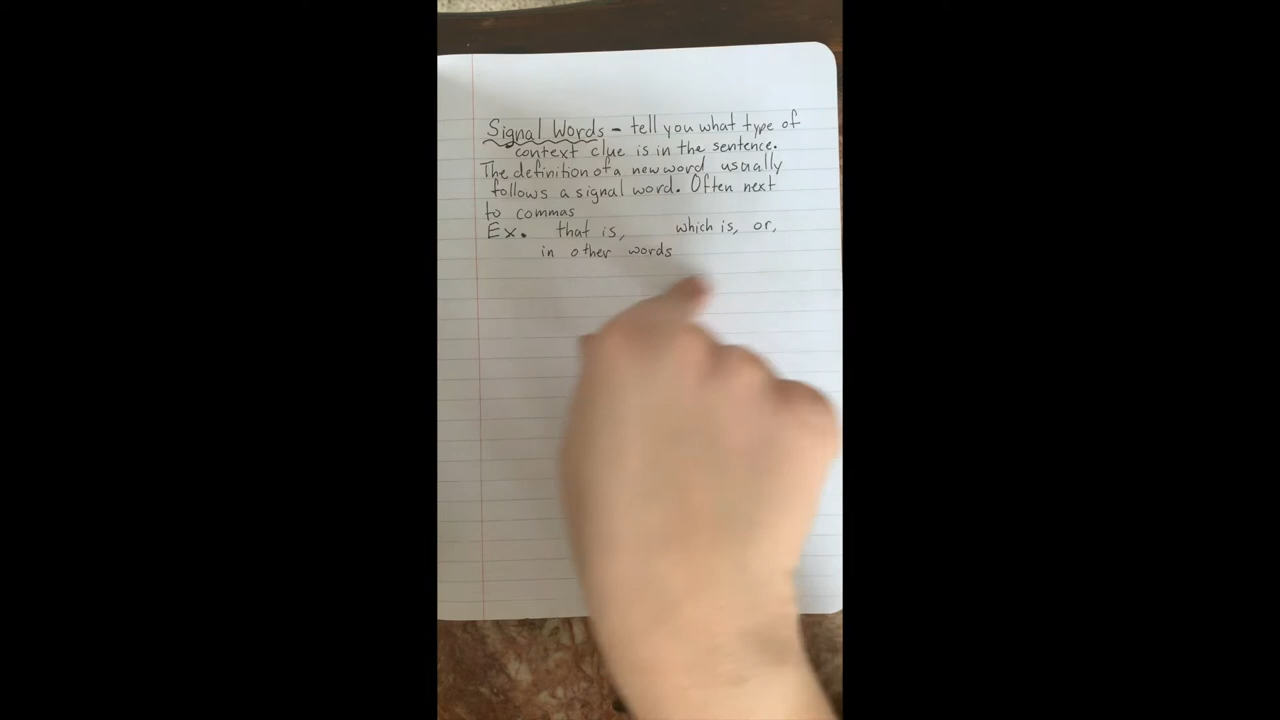 Signal Words - tell you what type of
context clue is in the sentence.
The definition of a new word usually
follows a signal word. Often next
to commas
Ex. that is, which is, or,
in other words